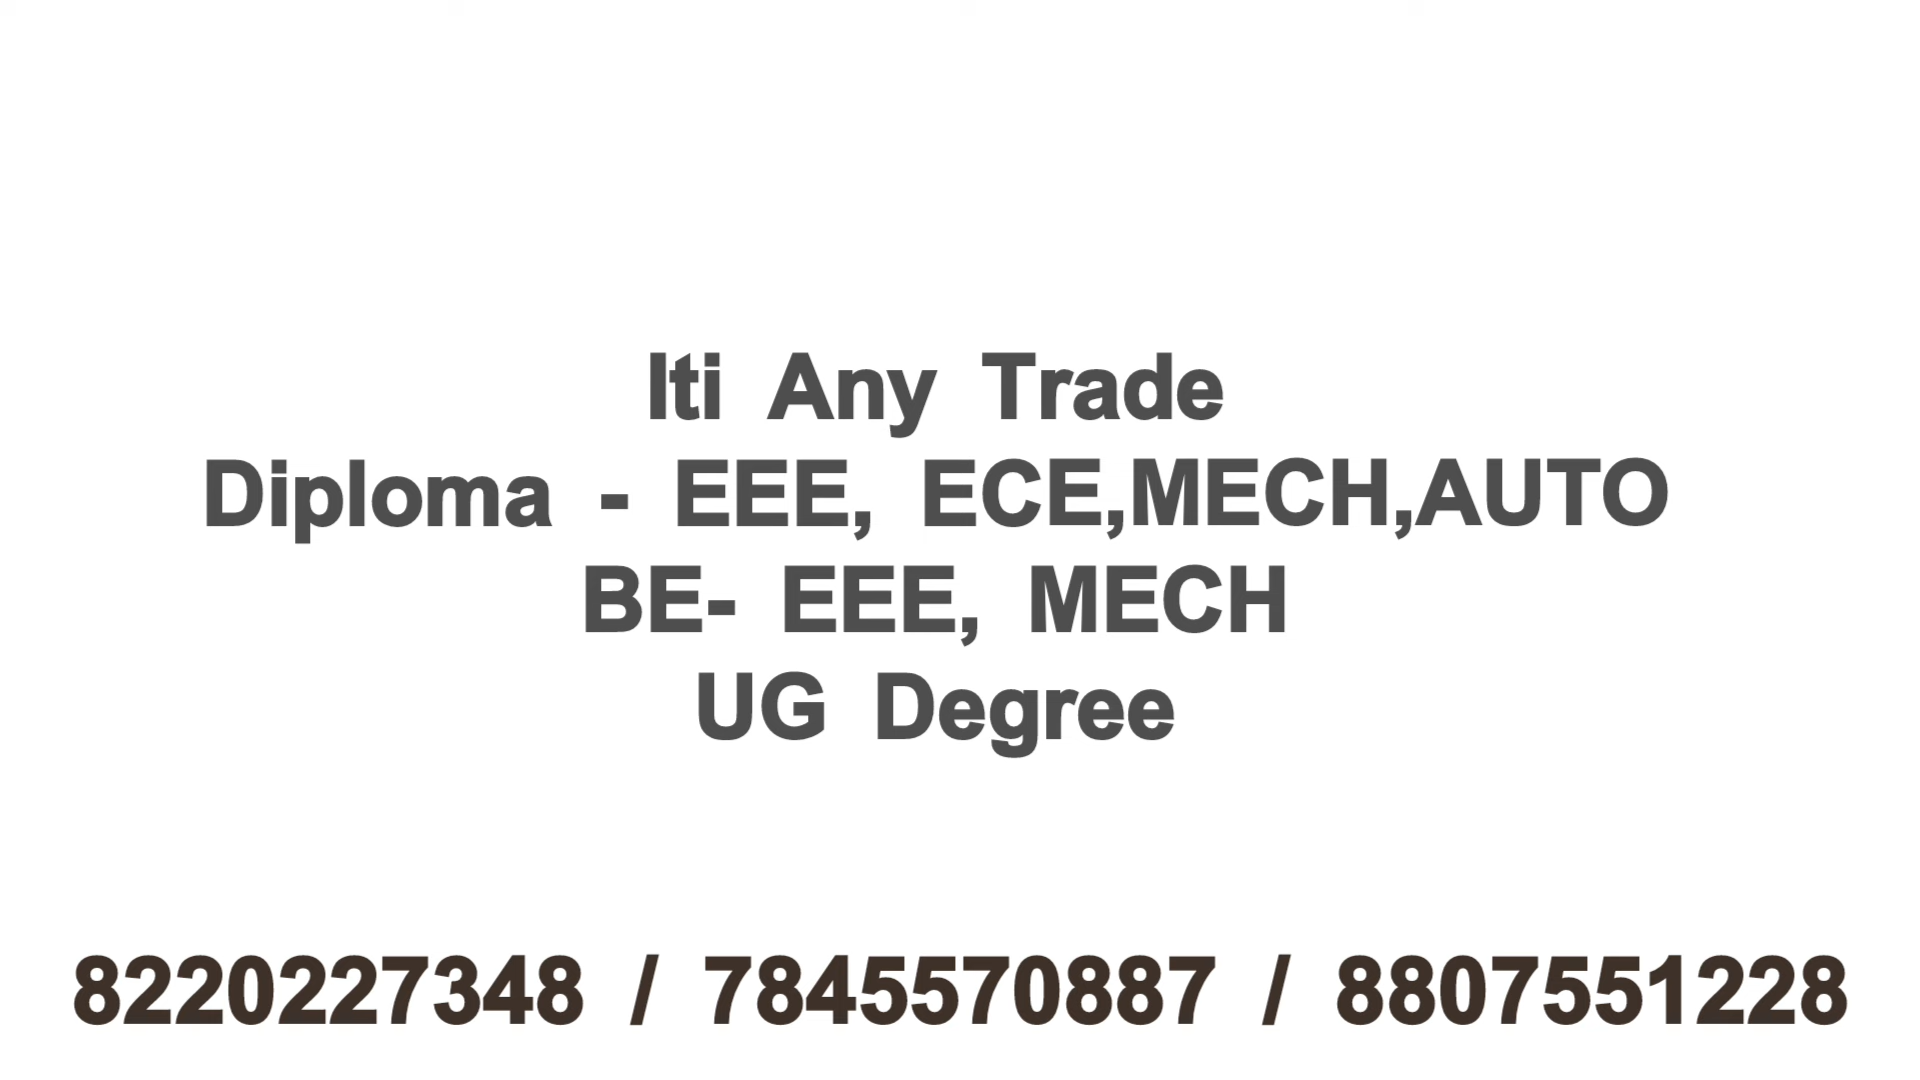 Iti Any Trade
Diploma - EEE, ECE,MECH,AUTO
BE- EEE, MECH
UG Degree
8220227348 / 7845570887 / 8807551228